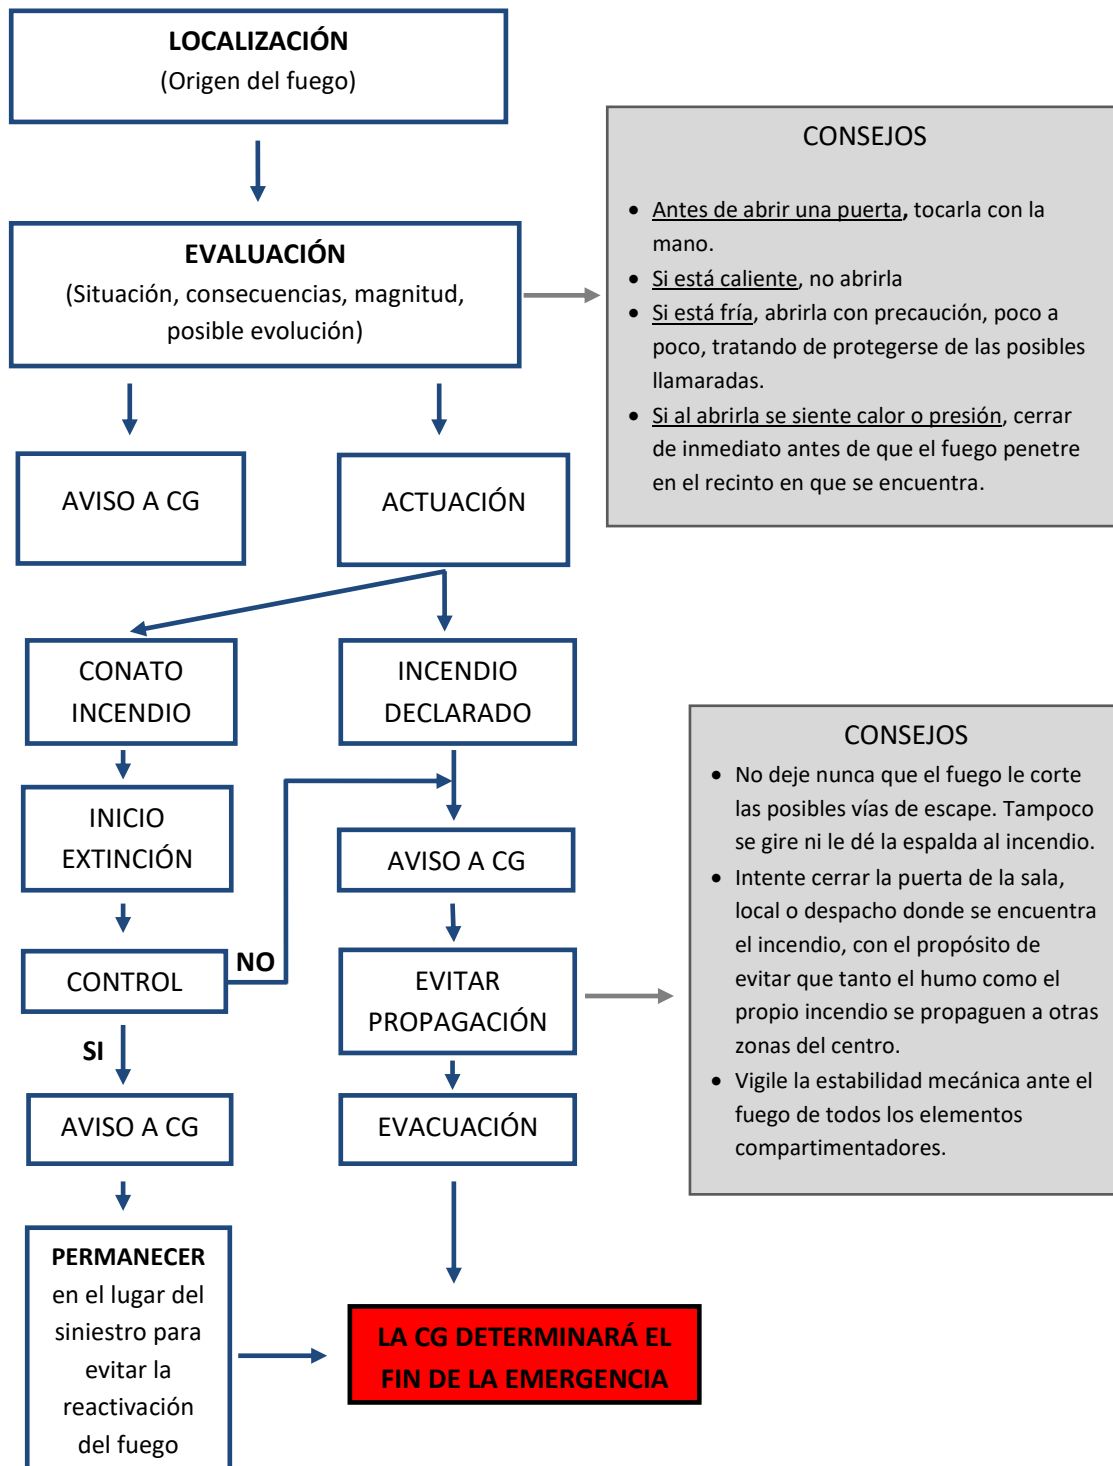 LOCALIZACIÓN
(Origen del fuego)
CONSEJOS
• Antes de abrir una puerta, tocarla con la
mano.
• Si está caliente, no abrirla
• Si está fría, abrirla con precaución, poco a
poco, tratando de protegerse de las posibles
llamaradas.
• Si al abrirla se siente calor o presión, cerrar
de inmediato antes de que el fuego penetre
en el recinto en que se encuentra.
EVALUACIÓN
(Situación, consecuencias, magnitud,
posible evolución)
AVISO A CG
ACTUACIÓN
CONATO
INCENDIO
INCENDIO
DECLARADO
INICIO
EXTINCIÓN
AVISO A CG
CONTROL
NO
SI
EVITAR
PROPAGACIÓN
CONSEJOS
• No deje nunca que el fuego le corte
las posibles vías de escape. Tampoco
se gire ni le dé la espalda al incendio.
• Intente cerrar la puerta de la sala,
local o despacho donde se encuentra
el incendio, con el propósito de
evitar que tanto el humo como el
propio incendio se propaguen a otras
zonas del centro.
• Vigile la estabilidad mecánica ante el
fuego de todos los elementos
compartimentadores.
AVISO A CG
EVACUACIÓN
PERMANECER
en el lugar del
siniestro para
evitar la
reactivación
del fuego
LA CG DETERMINARÁ EL
FIN DE LA EMERGENCIA